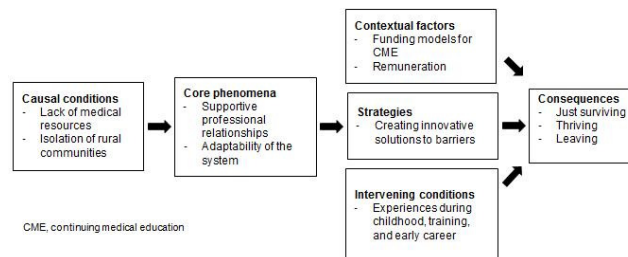 Contextual factors
- Funding models for
CME
- Remuneration
Causal conditions
- Lack of medical
resources
- Isolation of rural
communities
Core phenomena
- Supportive
professional
relationships
- Adaptability of the
system
Strategies
- Creating innovative
solutions to barriers
Consequences
- Just surviving
- Thriving
- Leaving
Intervening conditions
- Experiences during
childhood, training,
and early career
CME, continuing medical education